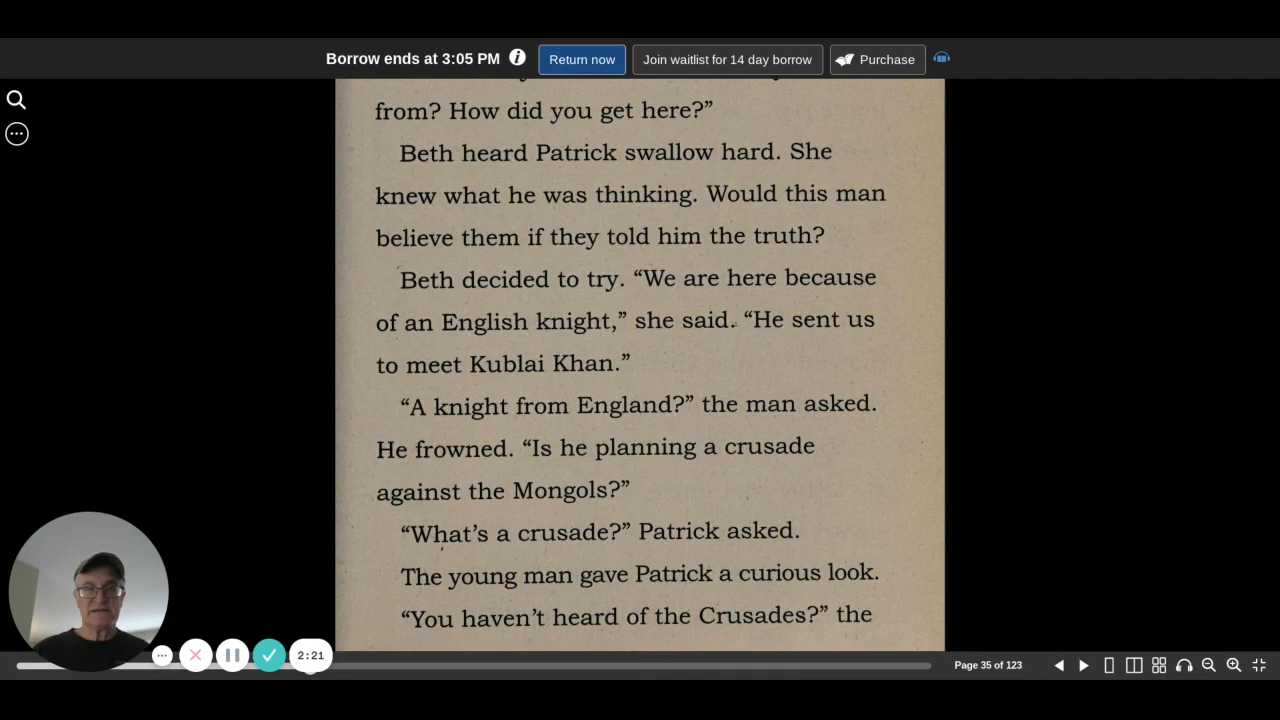 Borrow ends at 3:05 PM
Return now
Join waitlist for 14 day borrow
Purchase
from? How did you get here?”
Beth heard Patrick swallow hard. She
knew what he was thinking. Would this man
believe them if they told him the truth?
Beth decided to try. “We are here because
of an English knight,” she said. “He sent us
to meet Kublai Khan.”
“A knight from England?” the man asked.
He frowned. “Is he planning a crusade
against the Mongols?”
“What’s a crusade?” Patrick asked.
The young man gave Patrick a curious look.
“You haven’t heard of the Crusades?” the
2:21
Page 35 of 123